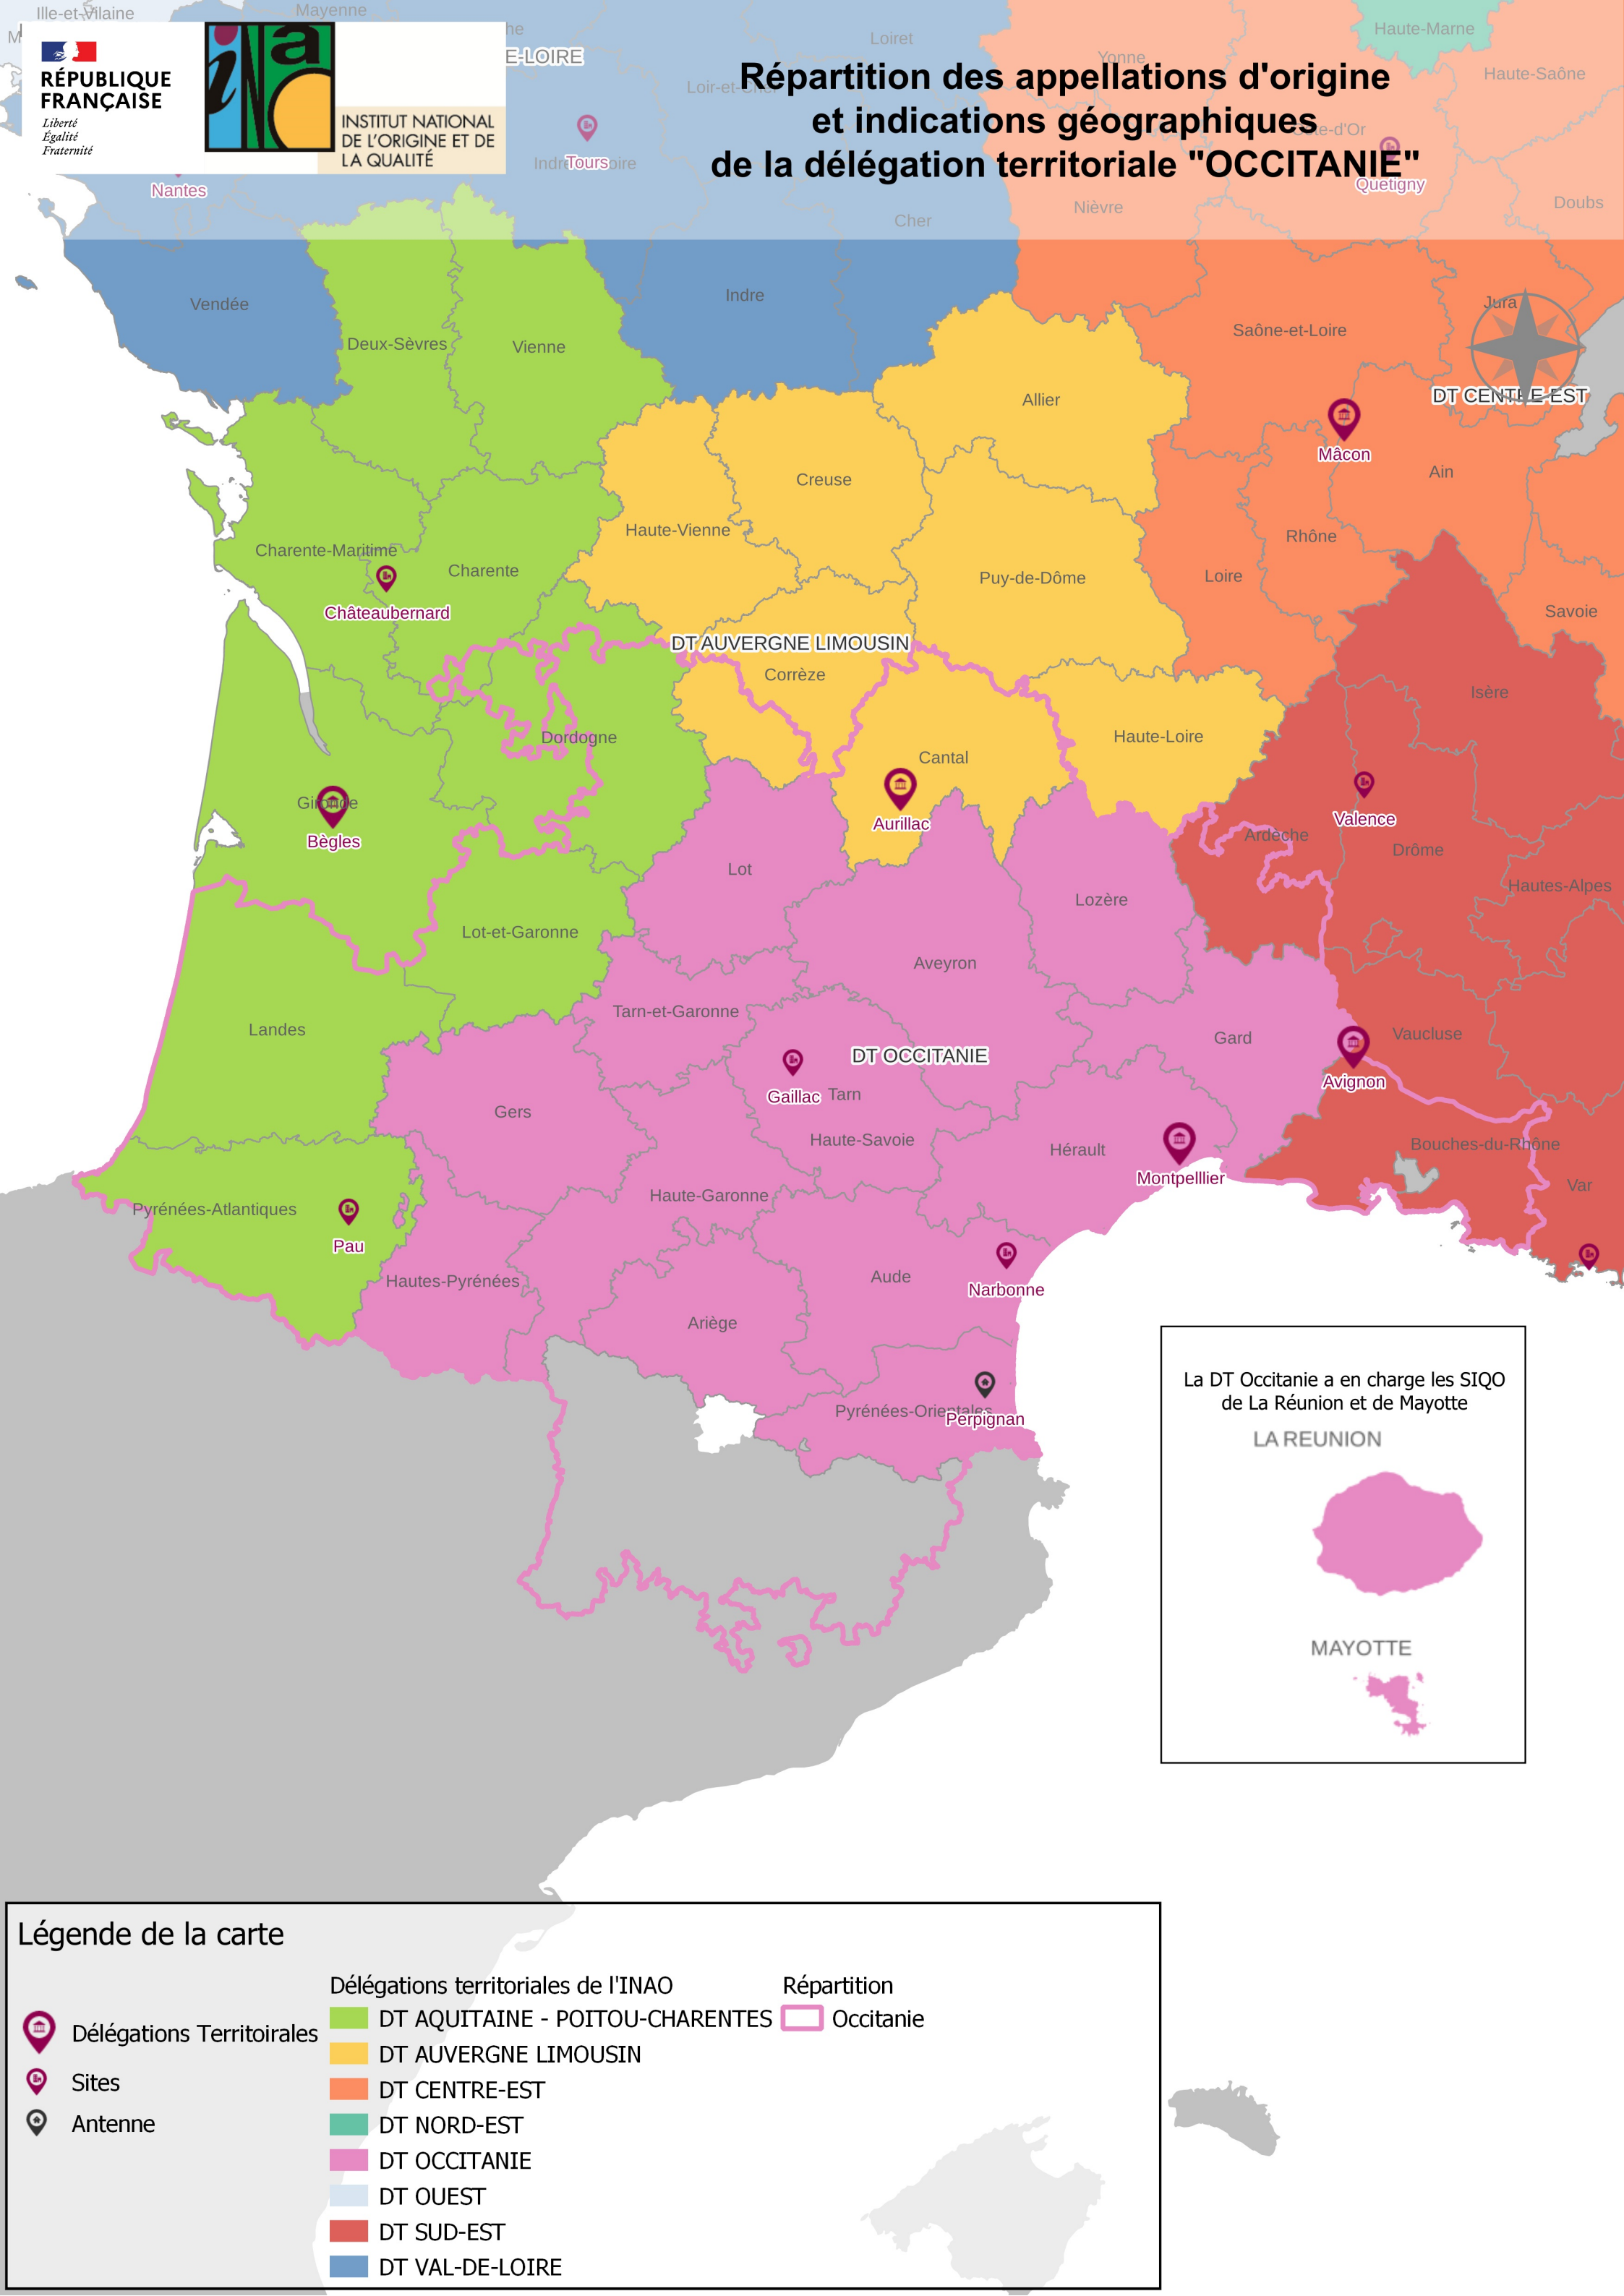 Ille-et-Vilaine
Mayenne
Loiret
Haute-Marne
Yonne
Haute-Saône
E-LOIRE
Loir-et-Cher
RÉPUBLIQUE
FRANÇAISE
Liberté
Égalité
Fraternité
INSTITUT NATIONAL
DE L'ORIGINE ET DE
LA QUALITÉ
Répartition des appellations d'origine
et indications géographiques
de la délégation territoriale "OCCITANIE"
Tours
Quetigny
Nantes
Nièvre
Cher
Doubs
Vendée
Indre
Jura
Deux-Sèvres
Vienne
Saône-et-Loire
DT CENTRE-EST
Allier
Mâcon
Ain
Creuse
Haute-Vienne
Rhône
Charente-Maritime
Charente
Puy-de-Dôme
Loire
Châteaubernard
Savoie
DT AUVERGNE LIMOUSIN
Corrèze
Isère
Dordogne
Haute-Loire
Cantal
Gironde
Bègles
Aurillac
Valence
Ardèche
Drôme
Lot
Lozère
Hautes-Alpes
Lot-et-Garonne
Aveyron
Tarn-et-Garonne
Landes
Gard
Vaucluse
DT OCCITANIE
Avignon
Gaillac
Tarn
Gers
Haute-Savoie
Hérault
Bouches-du-Rhône
Montpelllier
Var
Haute-Garonne
Pyrénées-Atlantiques
Pau
Hautes-Pyrénées
Aude
Narbonne
Ariège
Pyrénées-Orientales
Perpignan
La DT Occitanie a en charge les SIQO
de La Réunion et de Mayotte
LA REUNION
MAYOTTE
Légende de la carte
Délégations Territoirales
Sites
Antenne
Délégations territoriales de l'INAO
DT AQUITAINE - POITOU-CHARENTES
DT AUVERGNE LIMOUSIN
DT CENTRE-EST
DT NORD-EST
DT OCCITANIE
DT OUEST
DT SUD-EST
DT VAL-DE-LOIRE
Répartition
Occitanie